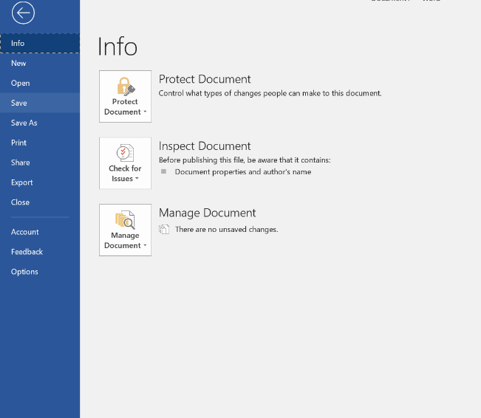 Info
New
Open
Save
Save As
Print
Share
Export
Close
Account
Feedback
Options
Info
Protect
Document
Protect Document
Control what types of changes people can make to this document.
Check for
Issues
Inspect Document
Before publishing this file, be aware that it contains:
Document properties and author's name
Manage
Document
Manage Document
There are no unsaved changes.